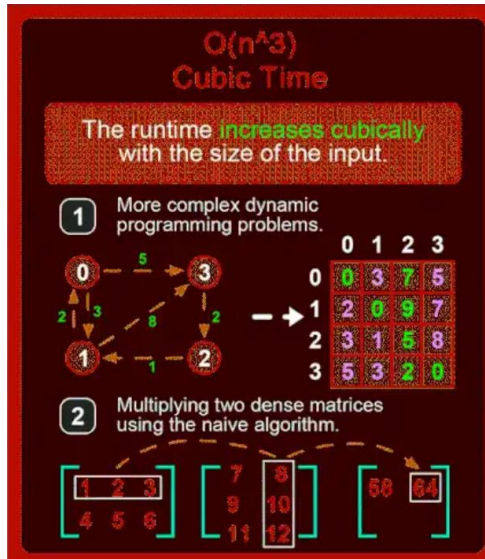 O(n^3)
Cubic Time
The runtime increases cubically
with the size of the input.
1 More complex dynamic
programming problems.
0 5 3
2 3 8 2
1 1 2
0 1 2 3
0 0 3 7 5
1 2 0 9 7
2 3 1 5 8
3 5 3 2 0
2 Multiplying two dense matrices
using the naive algorithm.
1 2 3
4 5 6
7 8
9 10
11 12
58 64